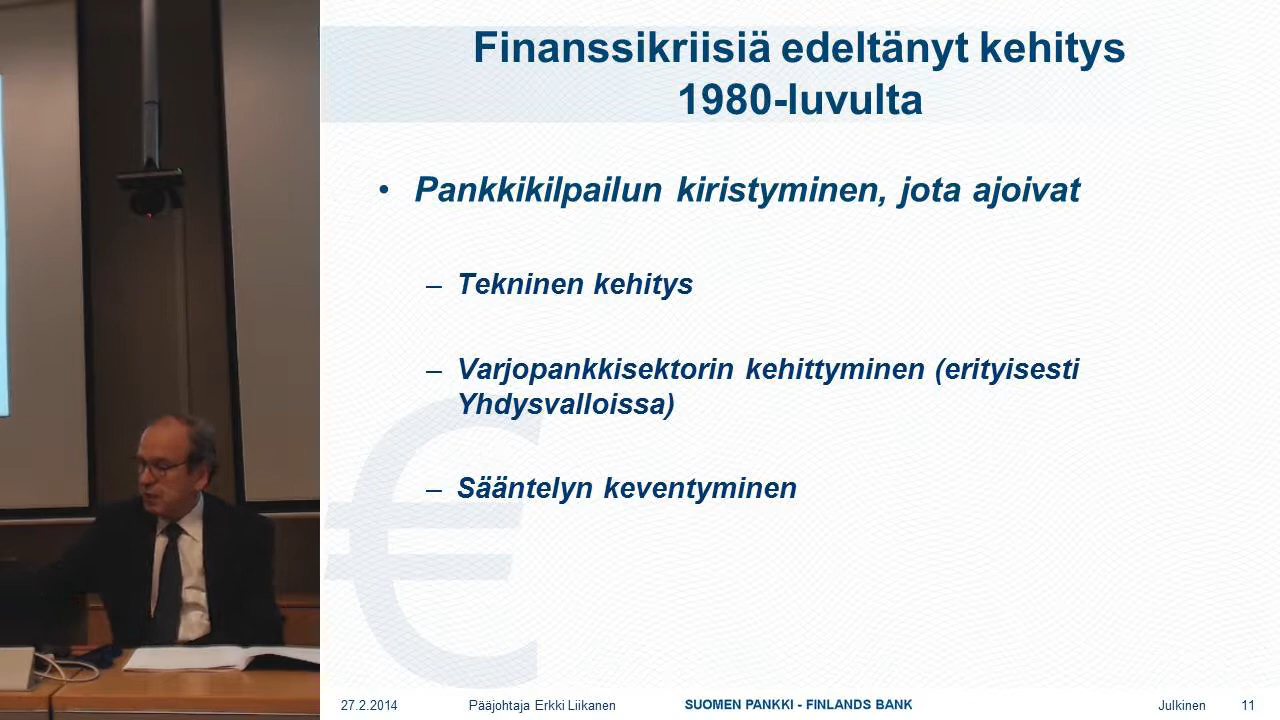 Finanssikriisiä edeltänyt kehitys
1980-luvulta
• Pankkikilpailun kiristyminen, jota ajoivat
– Tekninen kehitys
– Varjopankkisektorin kehittyminen (erityisesti
Yhdysvalloissa)
– Sääntelyn keventyminen
€
27.2.2014 Pääjohtaja Erkki Liikanen SUOMEN PANKKI - FINLANDS BANK Julkinen 11